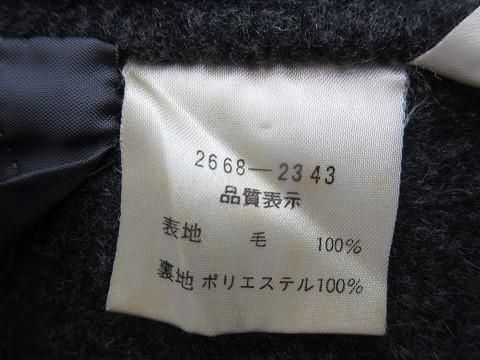 2668—2343
品質表示
表地 毛 100%
裏地 ポリエステル100%